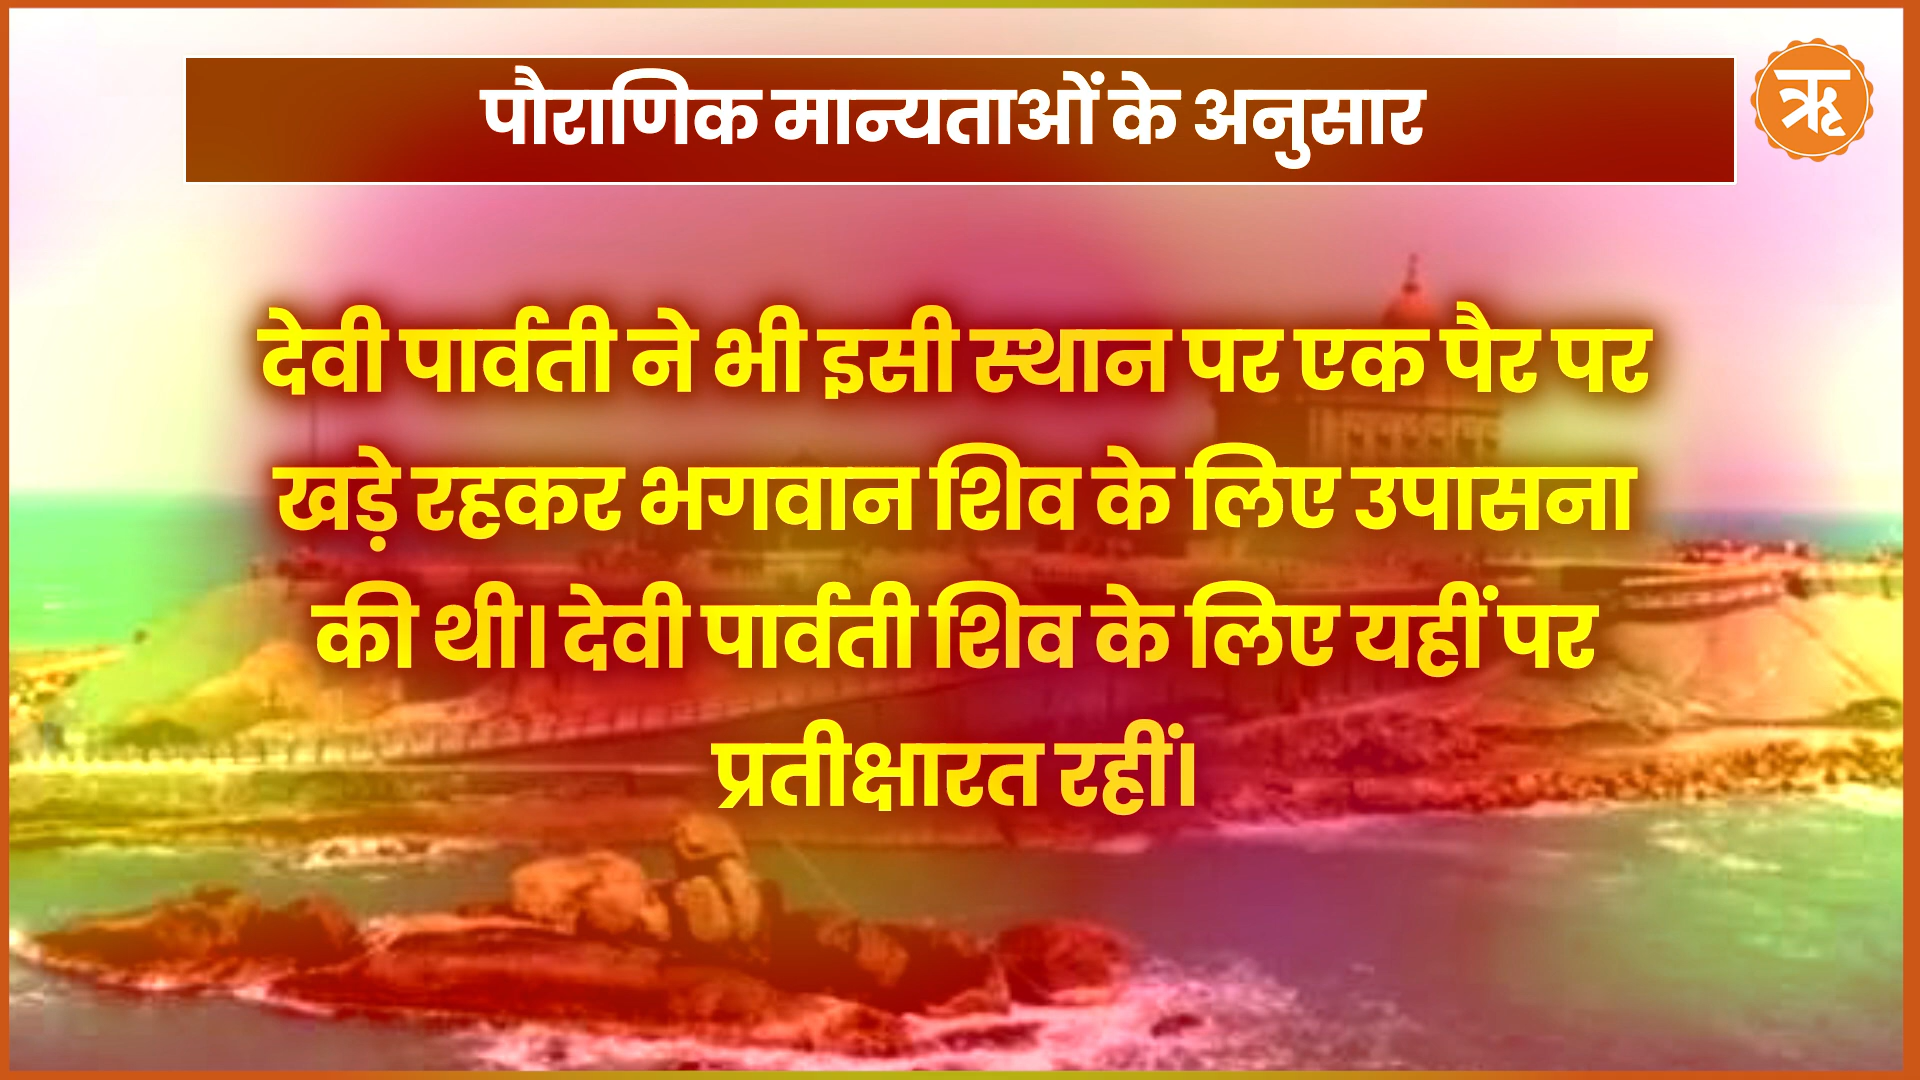 पौराणिक मान्यताओं के अनुसार
ऋ
देवी पार्वती ने भी इसी स्थान पर एक पैर पर
खड़े रहकर भगवान शिव के लिए उपासना
की थी। देवी पार्वती शिव के लिए यहीं पर
प्रतीक्षारत रहीं।